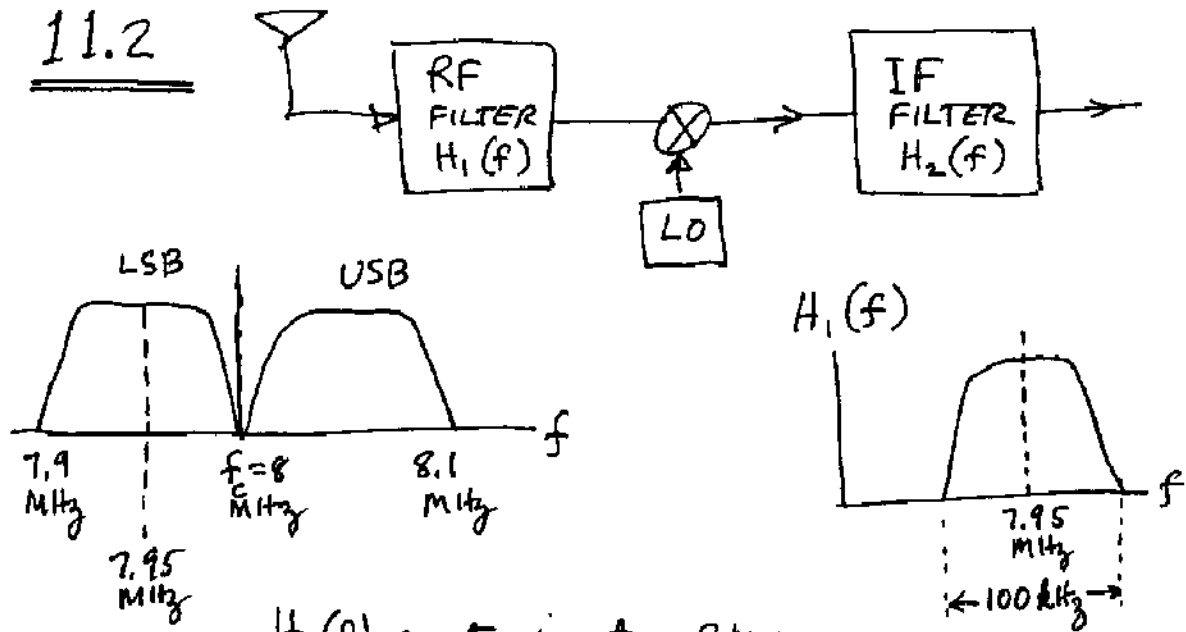 11.2
RF
FILTER
H₁(f)
IF
FILTER
H₂(f)
LO
LSB
USB
f
7.9
MHz
f_c=8
MHz
8.1
MHz
7.95
MHz
H₁(f)
f
7.95
MHz
100 kHz